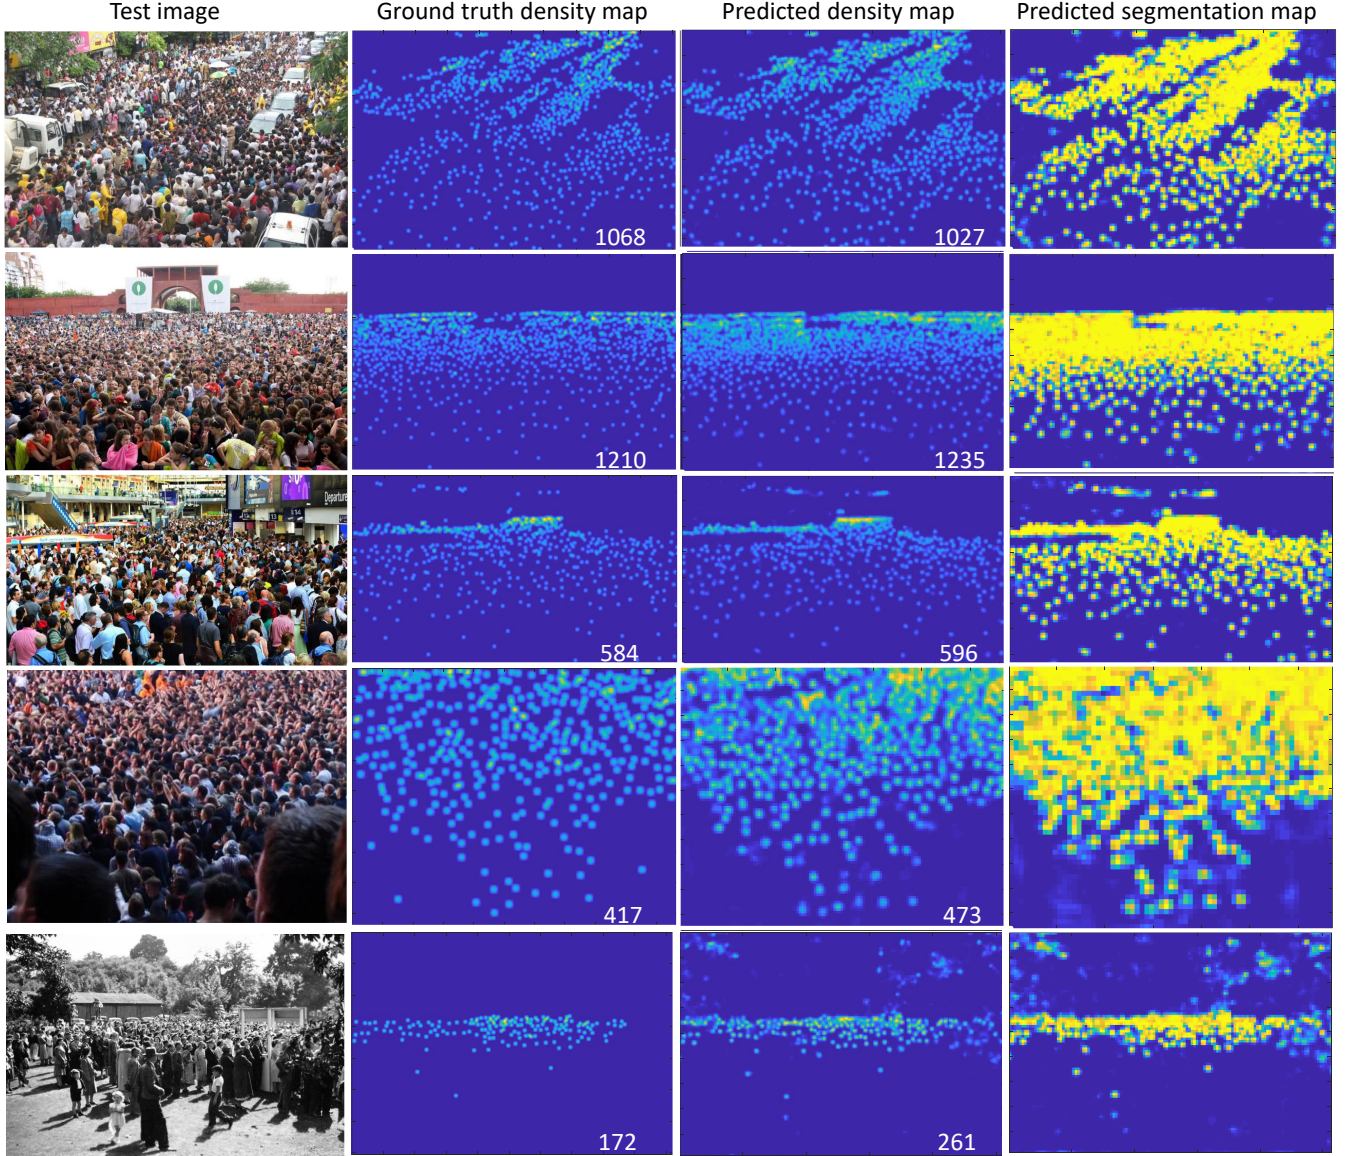 Test image Ground truth density map Predicted density map Predicted segmentation map
1068 1027
Departure
1210 1235
584 596
417 473
172 261